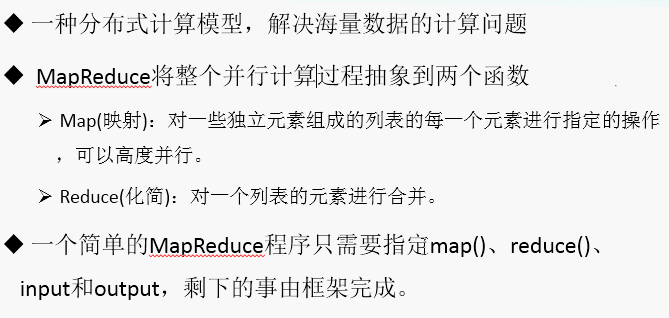 ◆ 一种分布式计算模型，解决海量数据的计算问题
◆ MapReduce将整个并行计算过程抽象到两个函数
➢ Map(映射)：对一些独立元素组成的列表的每一个元素进行指定的操作
，可以高度并行。
➢ Reduce(化简)：对一个列表的元素进行合并。
◆ 一个简单的MapReduce程序只需要指定map()、reduce()、
input和output，剩下的事由框架完成。